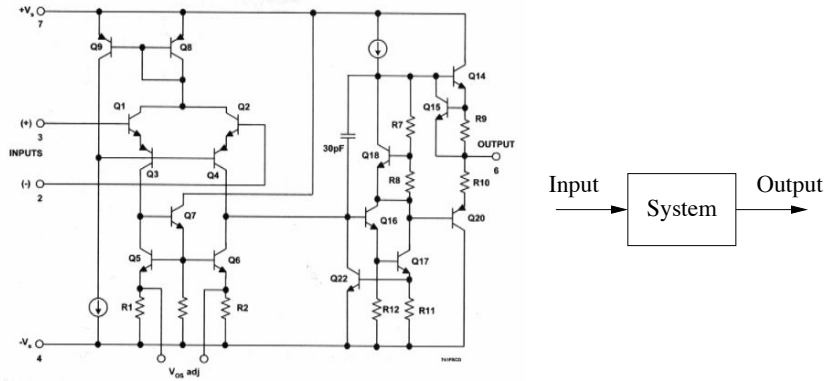 +Vs
7
Q9
Q8
Q14
Q15
Q1
Q2
R7
R9
(+)
3
30pF
OUTPUT
6
INPUTS
Q18
Q3
Q4
R8
R10
(-)
2
Q7
Q16
Q20
Q5
Q6
Q17
Q22
R1
R2
R12
R11
-Vs
4
VOS adj
Input
System
Output